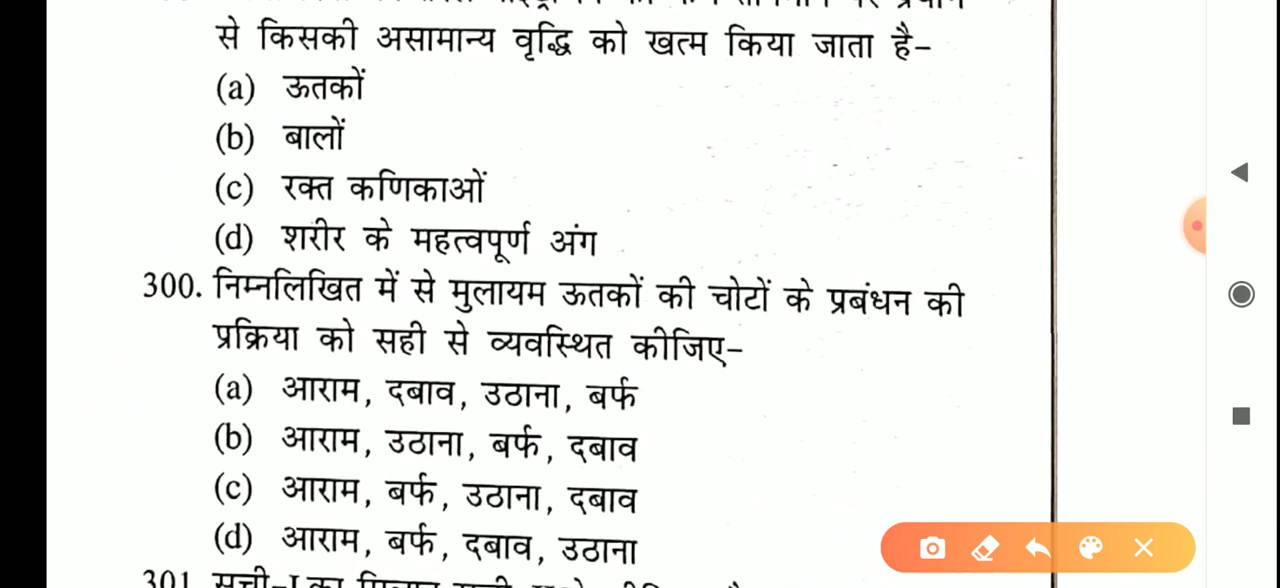 से किसकी असामान्य वृद्धि को खत्म किया जाता है–
(a) ऊतकों
(b) बालों
(c) रक्त कणिकाओं
(d) शरीर के महत्वपूर्ण अंग
300. निम्नलिखित में से मुलायम ऊतकों की चोटों के प्रबंधन की
प्रक्रिया को सही से व्यवस्थित कीजिए–
(a) आराम, दबाव, उठाना, बर्फ
(b) आराम, उठाना, बर्फ, दबाव
(c) आराम, बर्फ, उठाना, दबाव
(d) आराम, बर्फ, दबाव, उठाना